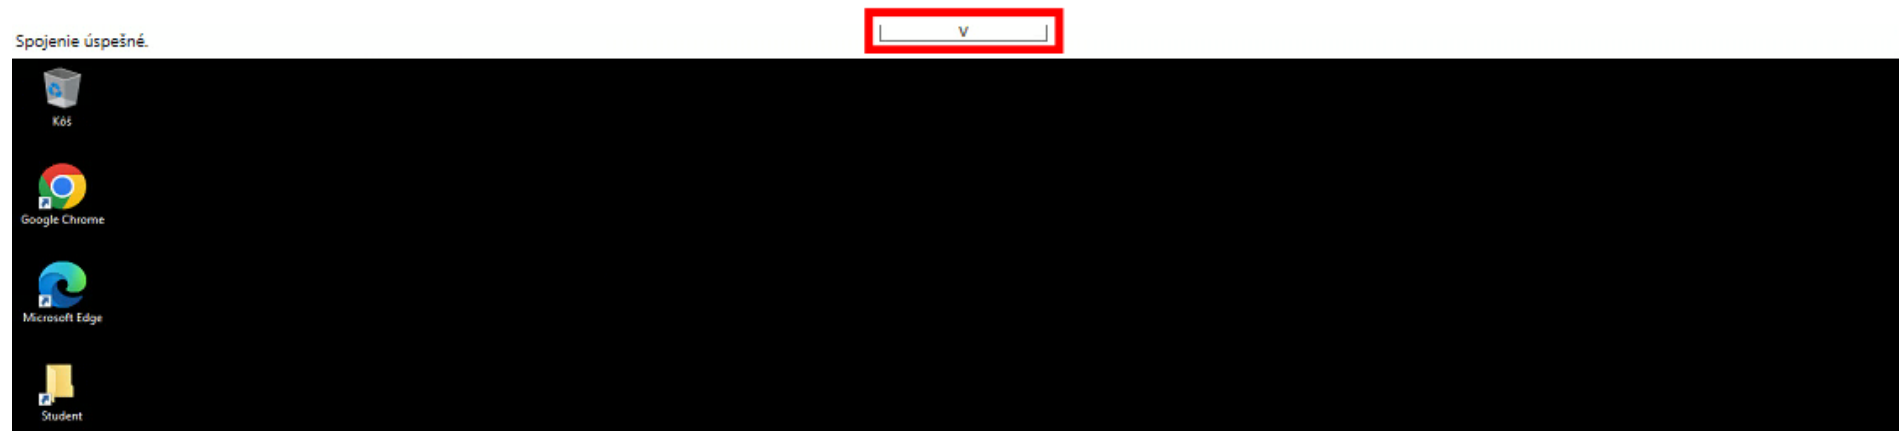 v
Spojenie úspešné.
Kôš
Google Chrome
Microsoft Edge
Student